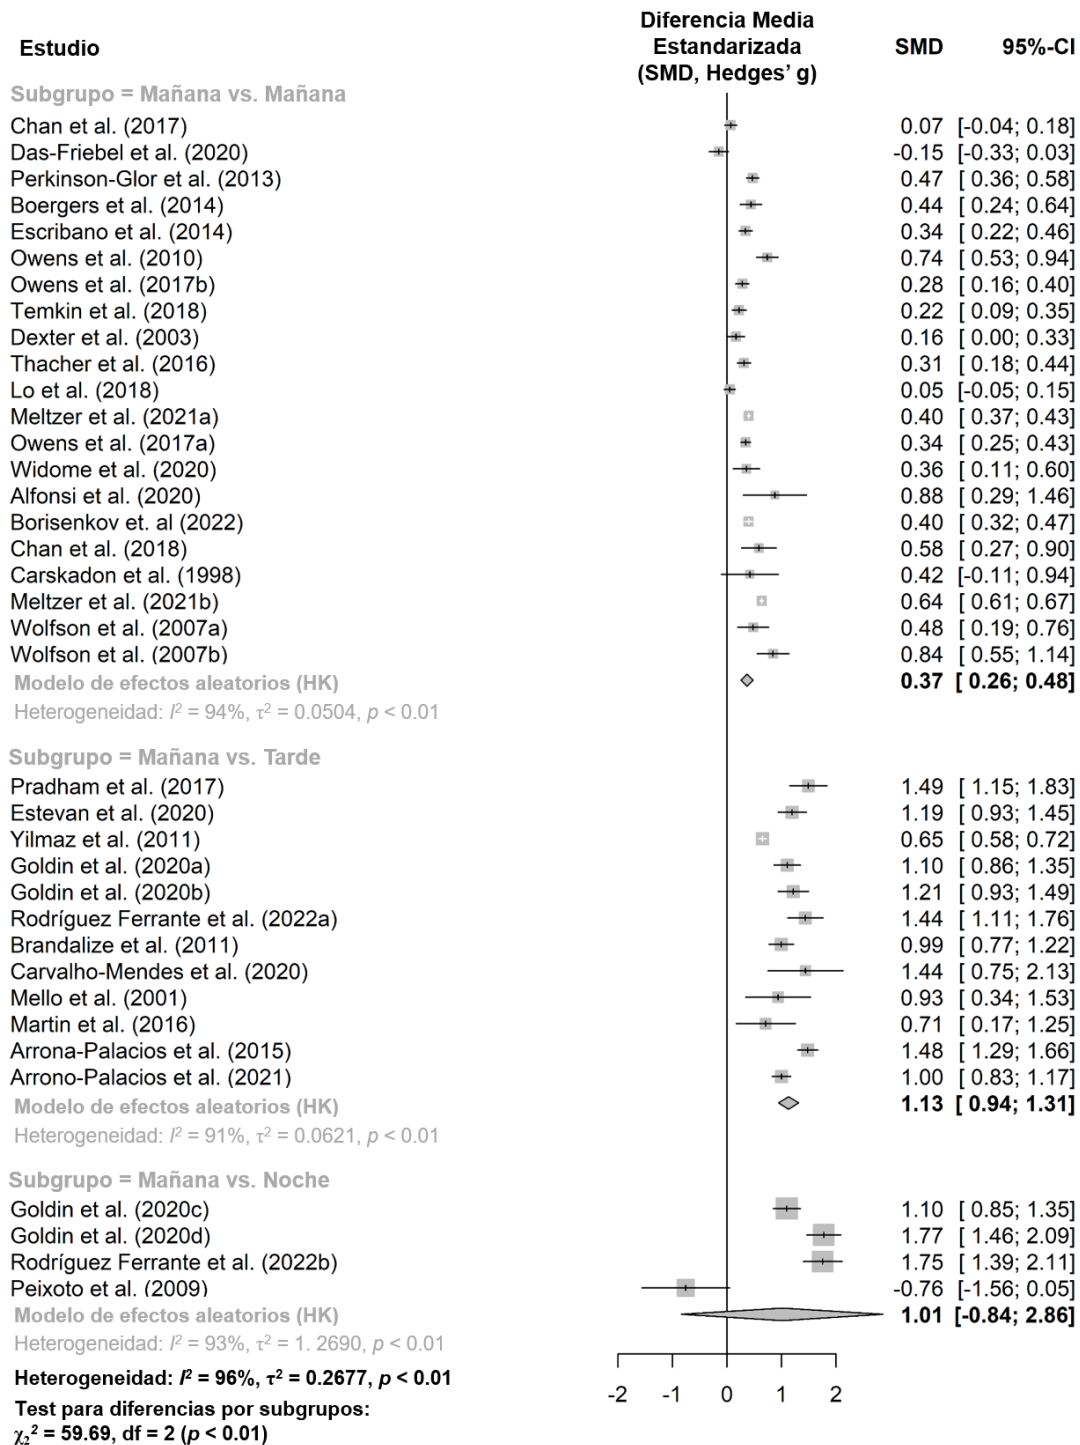 Diferencia Media
Estandarizada
(SMD, Hedges' g)
Estudio SMD 95%-CI
Subgrupo = Mañana vs. Mañana
Chan et al. (2017) 0.07 [-0.04; 0.18]
Das-Friebel et al. (2020) -0.15 [-0.33; 0.03]
Perkinson-Glor et al. (2013) 0.47 [ 0.36; 0.58]
Boergers et al. (2014) 0.44 [ 0.24; 0.64]
Escribano et al. (2014) 0.34 [ 0.22; 0.46]
Owens et al. (2010) 0.74 [ 0.53; 0.94]
Owens et al. (2017b) 0.28 [ 0.16; 0.40]
Temkin et al. (2018) 0.22 [ 0.09; 0.35]
Dexter et al. (2003) 0.16 [ 0.00; 0.33]
Thacher et al. (2016) 0.31 [ 0.18; 0.44]
Lo et al. (2018) 0.05 [-0.05; 0.15]
Meltzer et al. (2021a) 0.40 [ 0.37; 0.43]
Owens et al. (2017a) 0.34 [ 0.25; 0.43]
Widome et al. (2020) 0.36 [ 0.11; 0.60]
Alfonsi et al. (2020) 0.88 [ 0.29; 1.46]
Borisenkov et. al (2022) 0.40 [ 0.32; 0.47]
Chan et al. (2018) 0.58 [ 0.27; 0.90]
Carskadon et al. (1998) 0.42 [-0.11; 0.94]
Meltzer et al. (2021b) 0.64 [ 0.61; 0.67]
Wolfson et al. (2007a) 0.48 [ 0.19; 0.76]
Wolfson et al. (2007b) 0.84 [ 0.55; 1.14]
Modelo de efectos aleatorios (HK) 0.37 [ 0.26; 0.48]
Heterogeneidad: I² = 94%, τ² = 0.0504, p < 0.01
Subgrupo = Mañana vs. Tarde
Pradham et al. (2017) 1.49 [ 1.15; 1.83]
Estevan et al. (2020) 1.19 [ 0.93; 1.45]
Yilmaz et al. (2011) 0.65 [ 0.58; 0.72]
Goldin et al. (2020a) 1.10 [ 0.86; 1.35]
Goldin et al. (2020b) 1.21 [ 0.93; 1.49]
Rodríguez Ferrante et al. (2022a) 1.44 [ 1.11; 1.76]
Brandalize et al. (2011) 0.99 [ 0.77; 1.22]
Carvalho-Mendes et al. (2020) 1.44 [ 0.75; 2.13]
Mello et al. (2001) 0.93 [ 0.34; 1.53]
Martin et al. (2016) 0.71 [ 0.17; 1.25]
Arrona-Palacios et al. (2015) 1.48 [ 1.29; 1.66]
Arrono-Palacios et al. (2021) 1.00 [ 0.83; 1.17]
Modelo de efectos aleatorios (HK) 1.13 [ 0.94; 1.31]
Heterogeneidad: I² = 91%, τ² = 0.0621, p < 0.01
Subgrupo = Mañana vs. Noche
Goldin et al. (2020c) 1.10 [ 0.85; 1.35]
Goldin et al. (2020d) 1.77 [ 1.46; 2.09]
Rodríguez Ferrante et al. (2022b) 1.75 [ 1.39; 2.11]
Peixoto et al. (2009) -0.76 [-1.56; 0.05]
Modelo de efectos aleatorios (HK) 1.01 [-0.84; 2.86]
Heterogeneidad: I² = 93%, τ² = 1. 2690, p < 0.01
Heterogeneidad: I² = 96%, τ² = 0.2677, p < 0.01
-2 -1 0 1 2
Test para diferencias por subgrupos:
χ₂² = 59.69, df = 2 (p < 0.01)